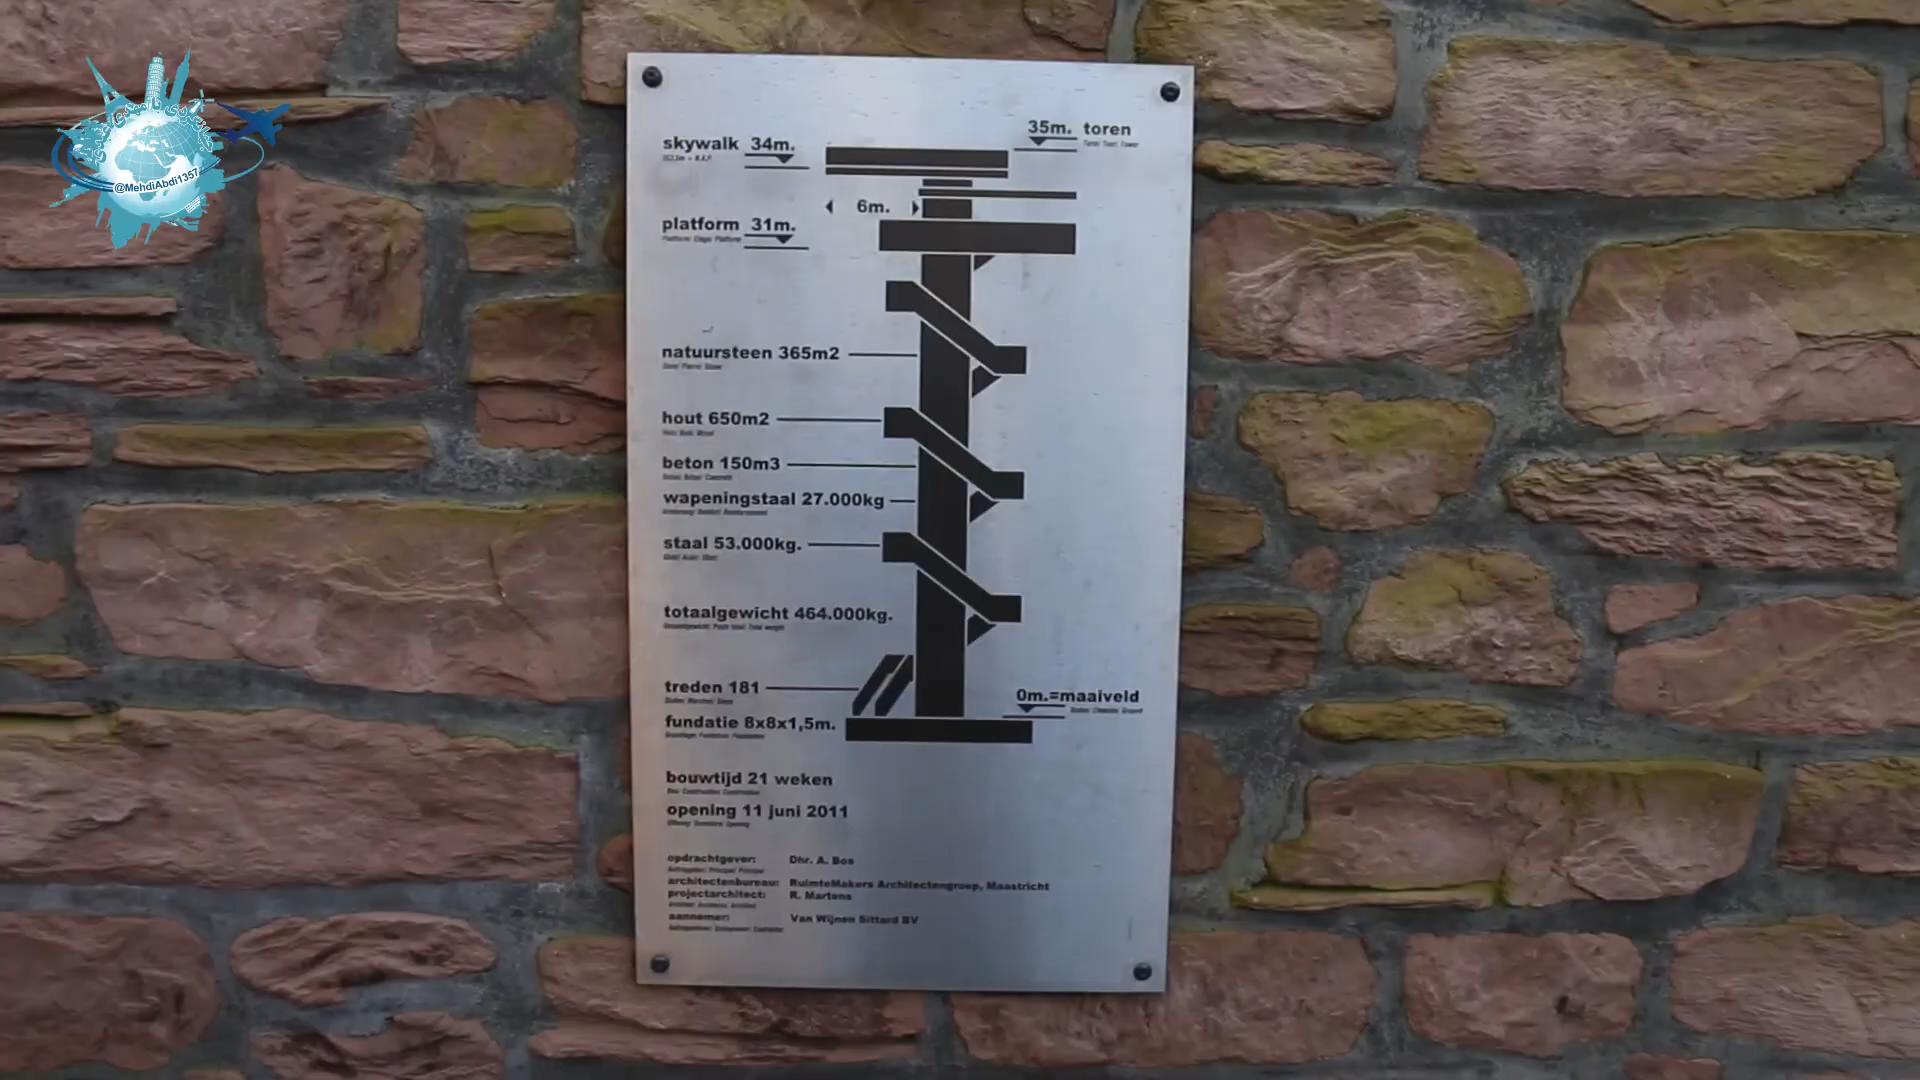 @MehdiAbdi1357
35m. toren
skywalk 34m.
6m.
platform 31m.
natuursteen 365m2
hout 650m2
beton 150m3
wapeningstaal 27.000kg
staal 53.000kg.
totaalgewicht 464.000kg.
treden 181
0m.=maaiveld
fundatie 8x8x1,5m.
bouwtijd 21 weken
opening 11 juni 2011
opdrachtgever: Dhr. A. Bos
architectenbureau: RuimteMakers Architectengroep, Maastricht
projectarchitect: R. Martens
aannemer: Van Wijnen Sittard BV